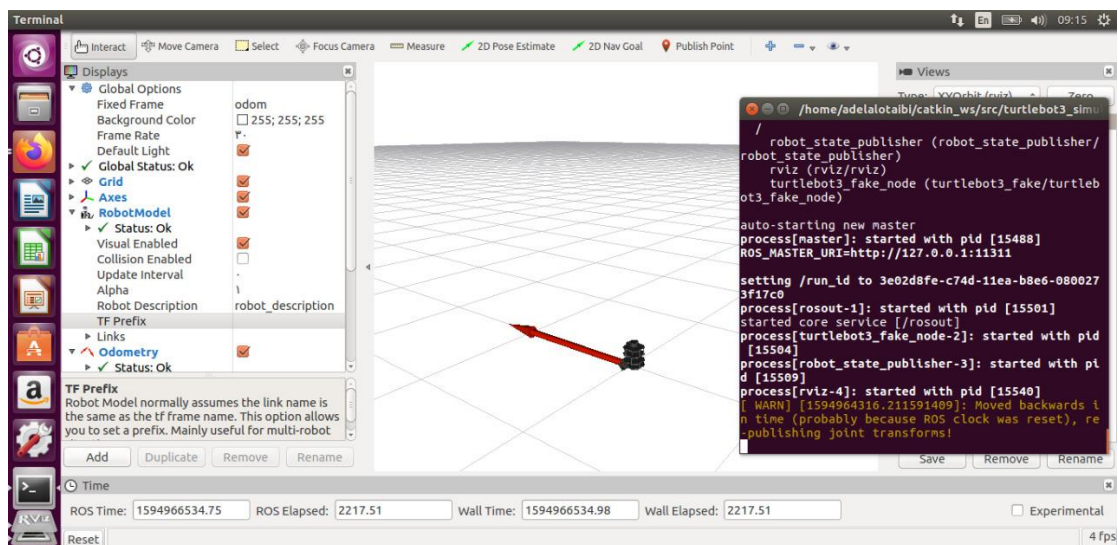 Terminal
En
09:15
Interact
Move Camera
Select
Focus Camera
Measure
2D Pose Estimate
2D Nav Goal
Publish Point
Displays
Global Options
Fixed Frame odom
Background Color 255; 255; 255
Frame Rate ٣٠
Default Light
Global Status: Ok
Grid
Axes
RobotModel
Status: Ok
Visual Enabled
Collision Enabled
Update Interval ٠
Alpha ١
Robot Description robot_description
TF Prefix
Links
Odometry
Status: Ok
TF Prefix
Robot Model normally assumes the link name is
the same as the tf frame name. This option allows
you to set a prefix. Mainly useful for multi-robot
Add
Duplicate
Remove
Rename
Views
Type: XYOrbit (rviz) Zero
/home/adelalotaibi/catkin_ws/src/turtlebot3_simu
/
robot_state_publisher (robot_state_publisher/
robot_state_publisher)
rviz (rviz/rviz)
turtlebot3_fake_node (turtlebot3_fake/turtleb
ot3_fake_node)
auto-starting new master
process[master]: started with pid [15488]
ROS_MASTER_URI=http://127.0.0.1:11311
setting /run_id to 3e02d8fe-c74d-11ea-b8e6-080027
3f17c0
process[rosout-1]: started with pid [15501]
started core service [/rosout]
process[turtlebot3_fake_node-2]: started with pid
[15504]
process[robot_state_publisher-3]: started with pi
d [15509]
process[rviz-4]: started with pid [15540]
[ WARN] [1594964316.211591409]: Moved backwards i
n time (probably because ROS clock was reset), re
-publishing joint transforms!
Save
Remove
Rename
Time
ROS Time: 1594966534.75
ROS Elapsed: 2217.51
Wall Time: 1594966534.98
Wall Elapsed: 2217.51
Experimental
Reset
4 fps